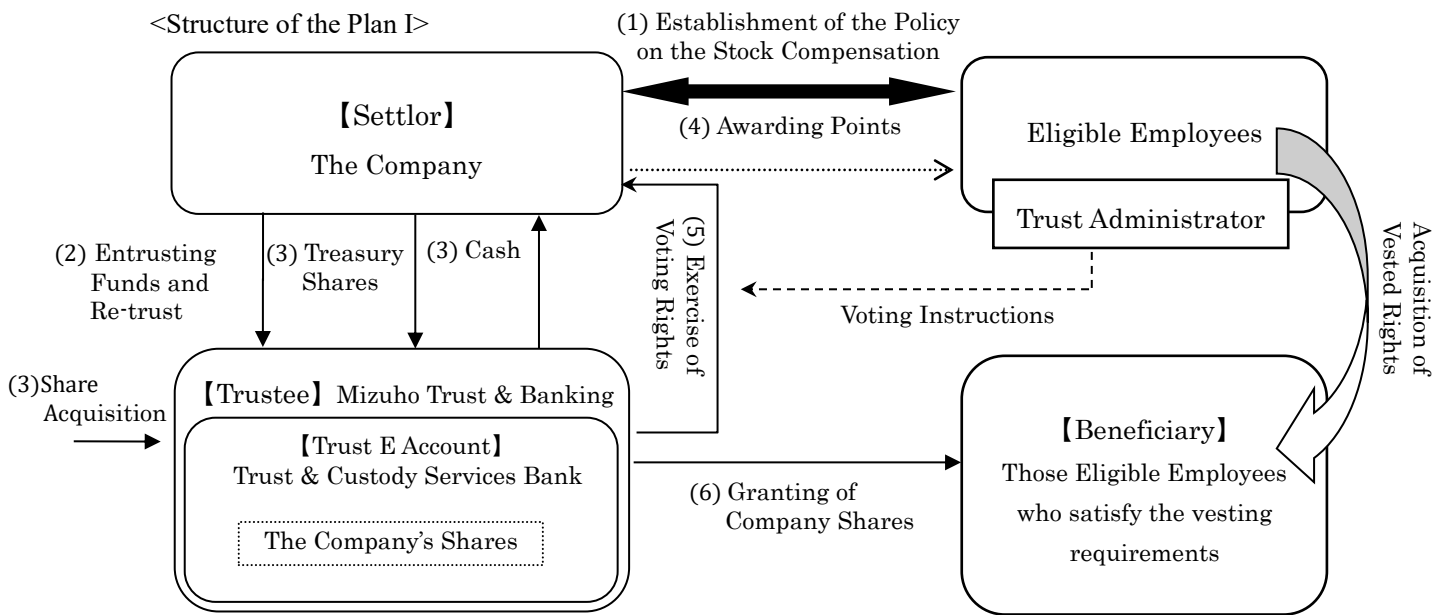 <Structure of the Plan I>
(1) Establishment of the Policy
on the Stock Compensation
【Settlor】
The Company
(4) Awarding Points
Eligible Employees
Trust Administrator
(2) Entrusting
Funds and
Re-trust
(3) Treasury
Shares
(3) Cash
(5) Exercise of
Voting Rights
Voting Instructions
Acquisition of
Vested Rights
(3)Share
Acquisition
【Trustee】Mizuho Trust & Banking
【Trust E Account】
Trust & Custody Services Bank
The Company’s Shares
(6) Granting of
Company Shares
【Beneficiary】
Those Eligible Employees
who satisfy the vesting
requirements